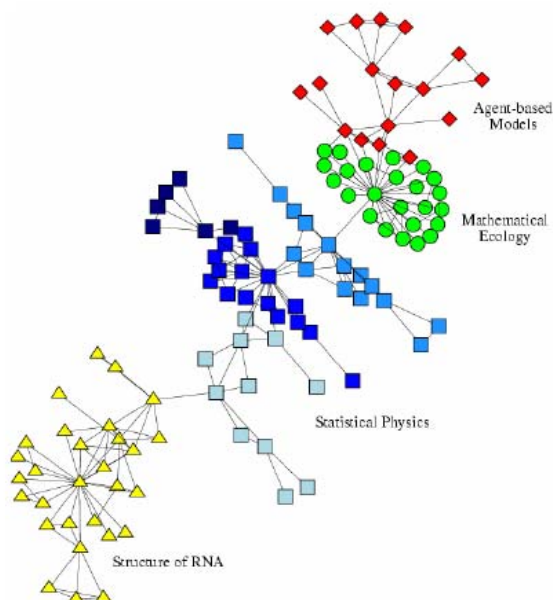 Agent-based
Models
Mathematical
Ecology
Statistical Physics
Structure of RNA